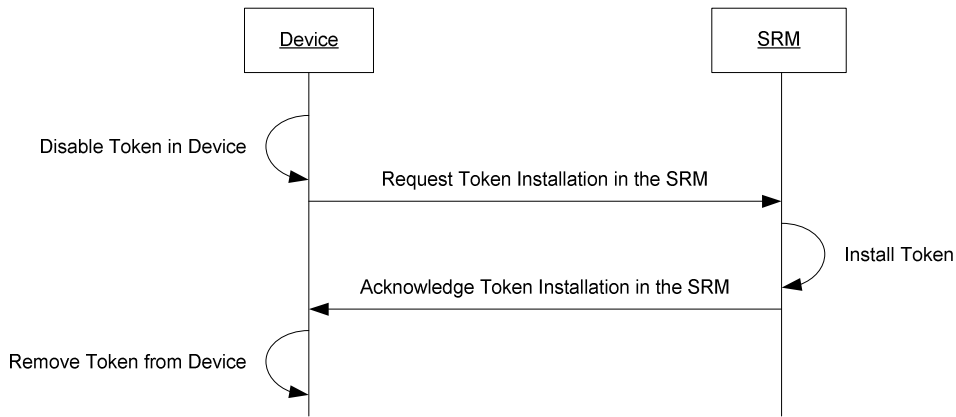 Device
SRM
Disable Token in Device
Request Token Installation in the SRM
Install Token
Acknowledge Token Installation in the SRM
Remove Token from Device